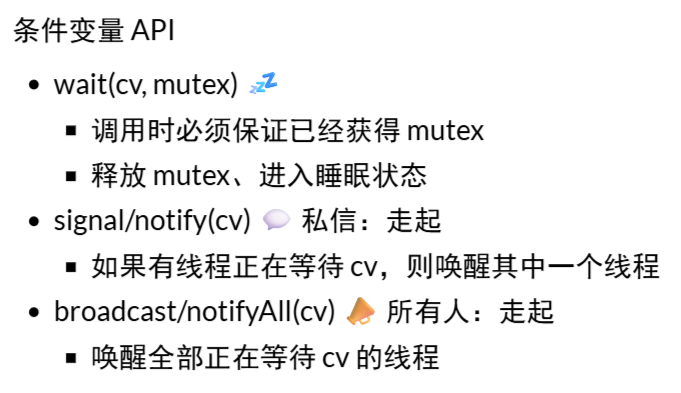 条件变量 API
• wait(cv, mutex) 💤
▪ 调用时必须保证已经获得 mutex
▪ 释放 mutex、进入睡眠状态
• signal/notify(cv) 💬 私信：走起
▪ 如果有线程正在等待 cv，则唤醒其中一个线程
• broadcast/notifyAll(cv) 📣 所有人：走起
▪ 唤醒全部正在等待 cv 的线程